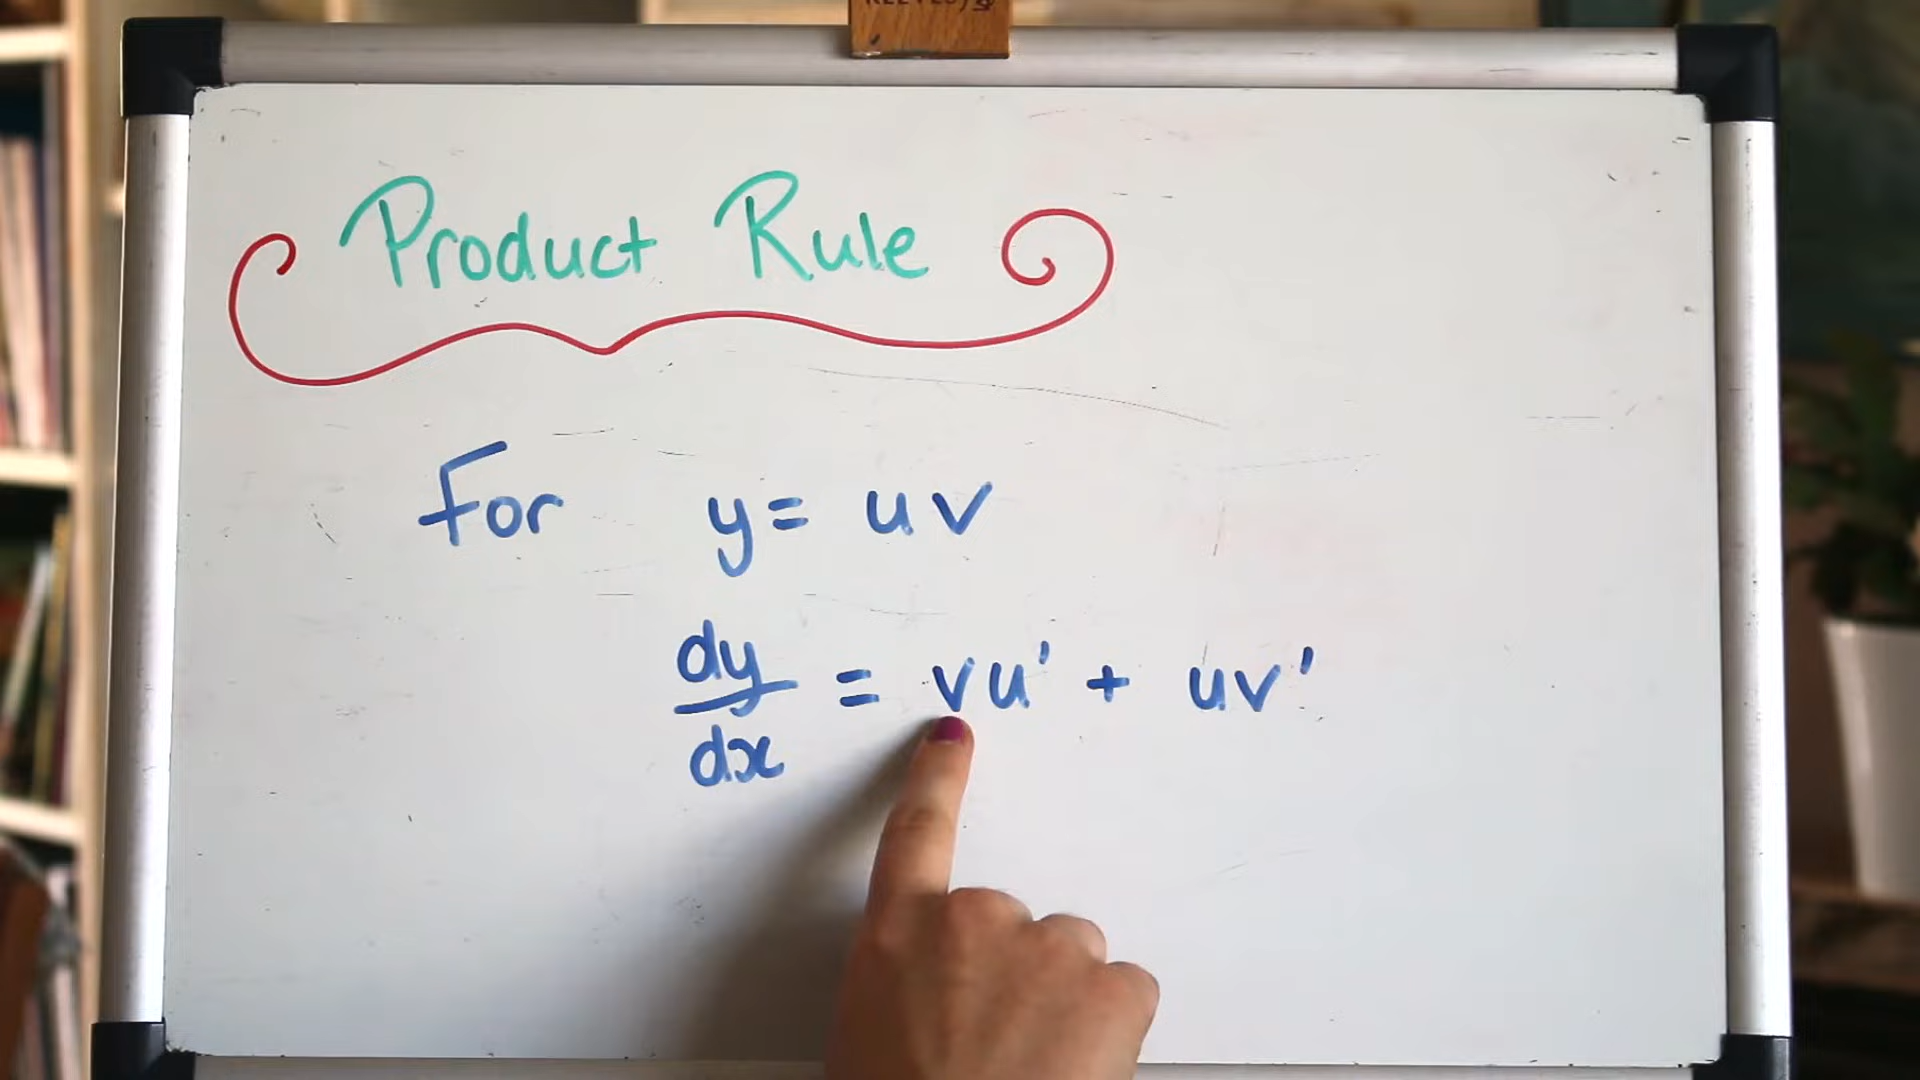 Product Rule
For y = uv
dy/dx = vu' + uv'